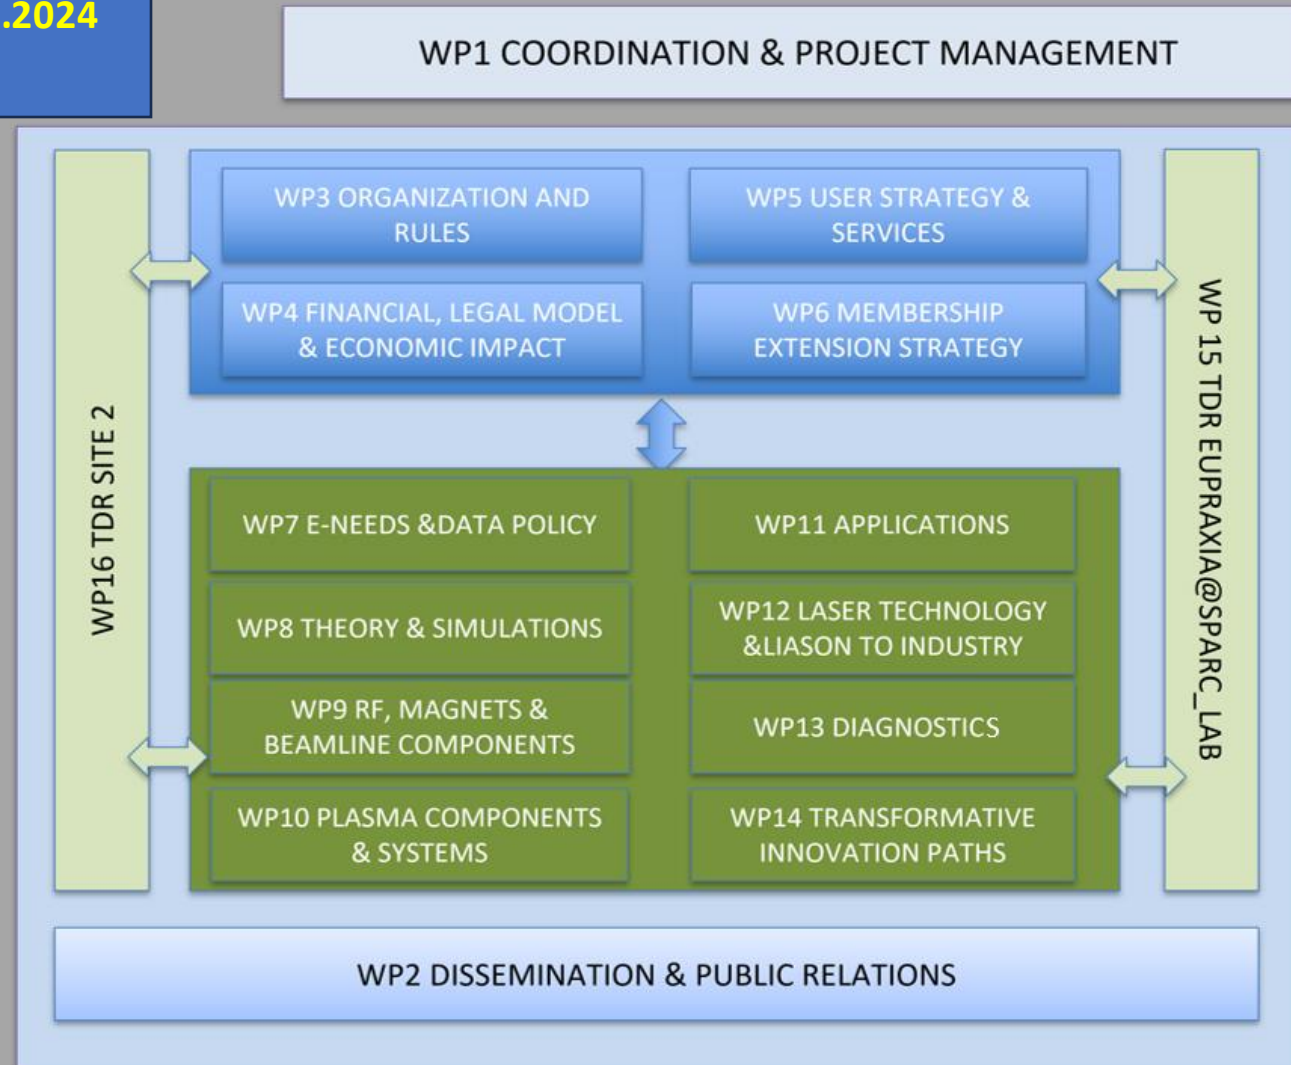 .2024
WP1 COORDINATION & PROJECT MANAGEMENT
WP16 TDR SITE 2
WP3 ORGANIZATION AND
RULES
WP5 USER STRATEGY &
SERVICES
WP4 FINANCIAL, LEGAL MODEL
& ECONOMIC IMPACT
WP6 MEMBERSHIP
EXTENSION STRATEGY
WP7 E-NEEDS &DATA POLICY
WP11 APPLICATIONS
WP8 THEORY & SIMULATIONS
WP12 LASER TECHNOLOGY
&LIASON TO INDUSTRY
WP9 RF, MAGNETS &
BEAMLINE COMPONENTS
WP13 DIAGNOSTICS
WP10 PLASMA COMPONENTS
& SYSTEMS
WP14 TRANSFORMATIVE
INNOVATION PATHS
WP 15 TDR EUPRAXIA@SPARC_LAB
WP2 DISSEMINATION & PUBLIC RELATIONS